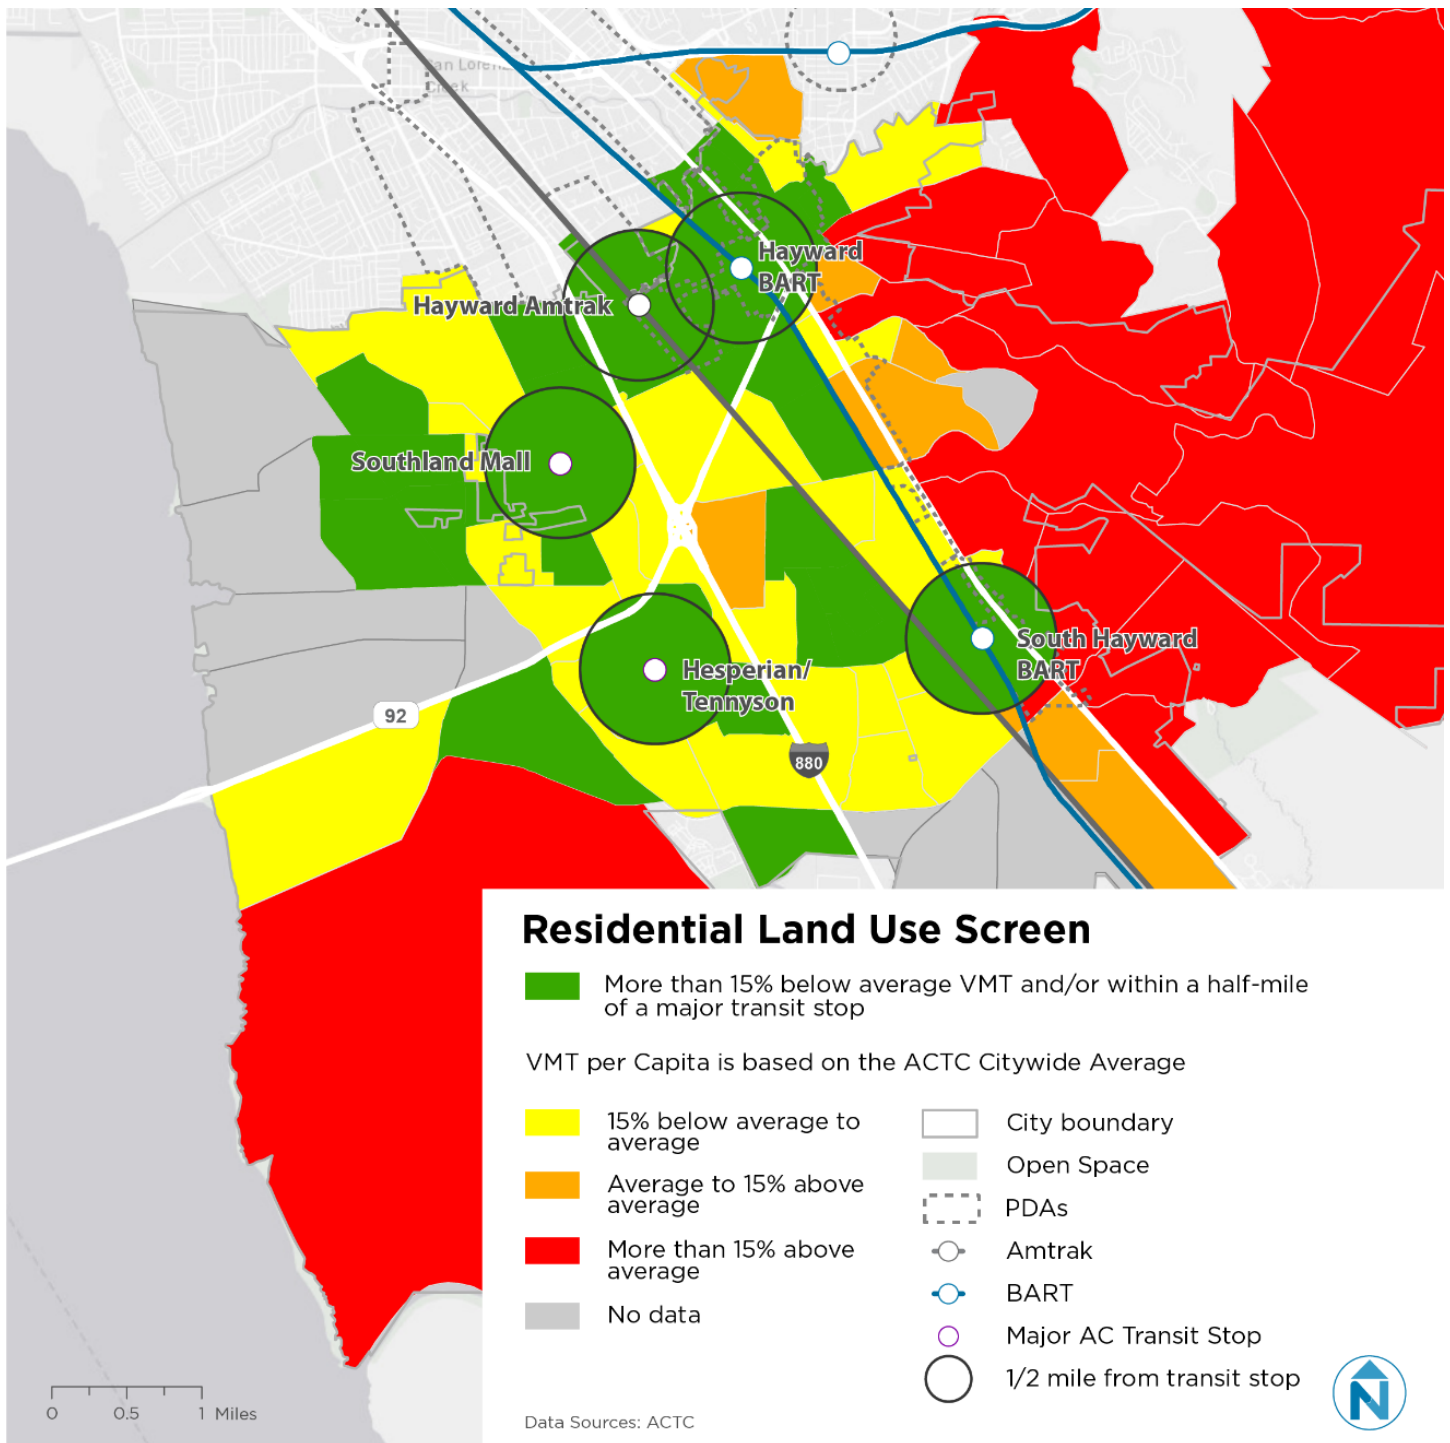 San Lorenzo
Creek
Hayward
BART
Hayward Amtrak
Southland Mall
South Hayward
BART
Hesperian/
Tennyson
92
880
Residential Land Use Screen
More than 15% below average VMT and/or within a half-mile
of a major transit stop
VMT per Capita is based on the ACTC Citywide Average
15% below average to
average
Average to 15% above
average
More than 15% above
average
No data
City boundary
Open Space
PDAs
Amtrak
BART
Major AC Transit Stop
1/2 mile from transit stop
0 0.5 1 Miles
Data Sources: ACTC
N